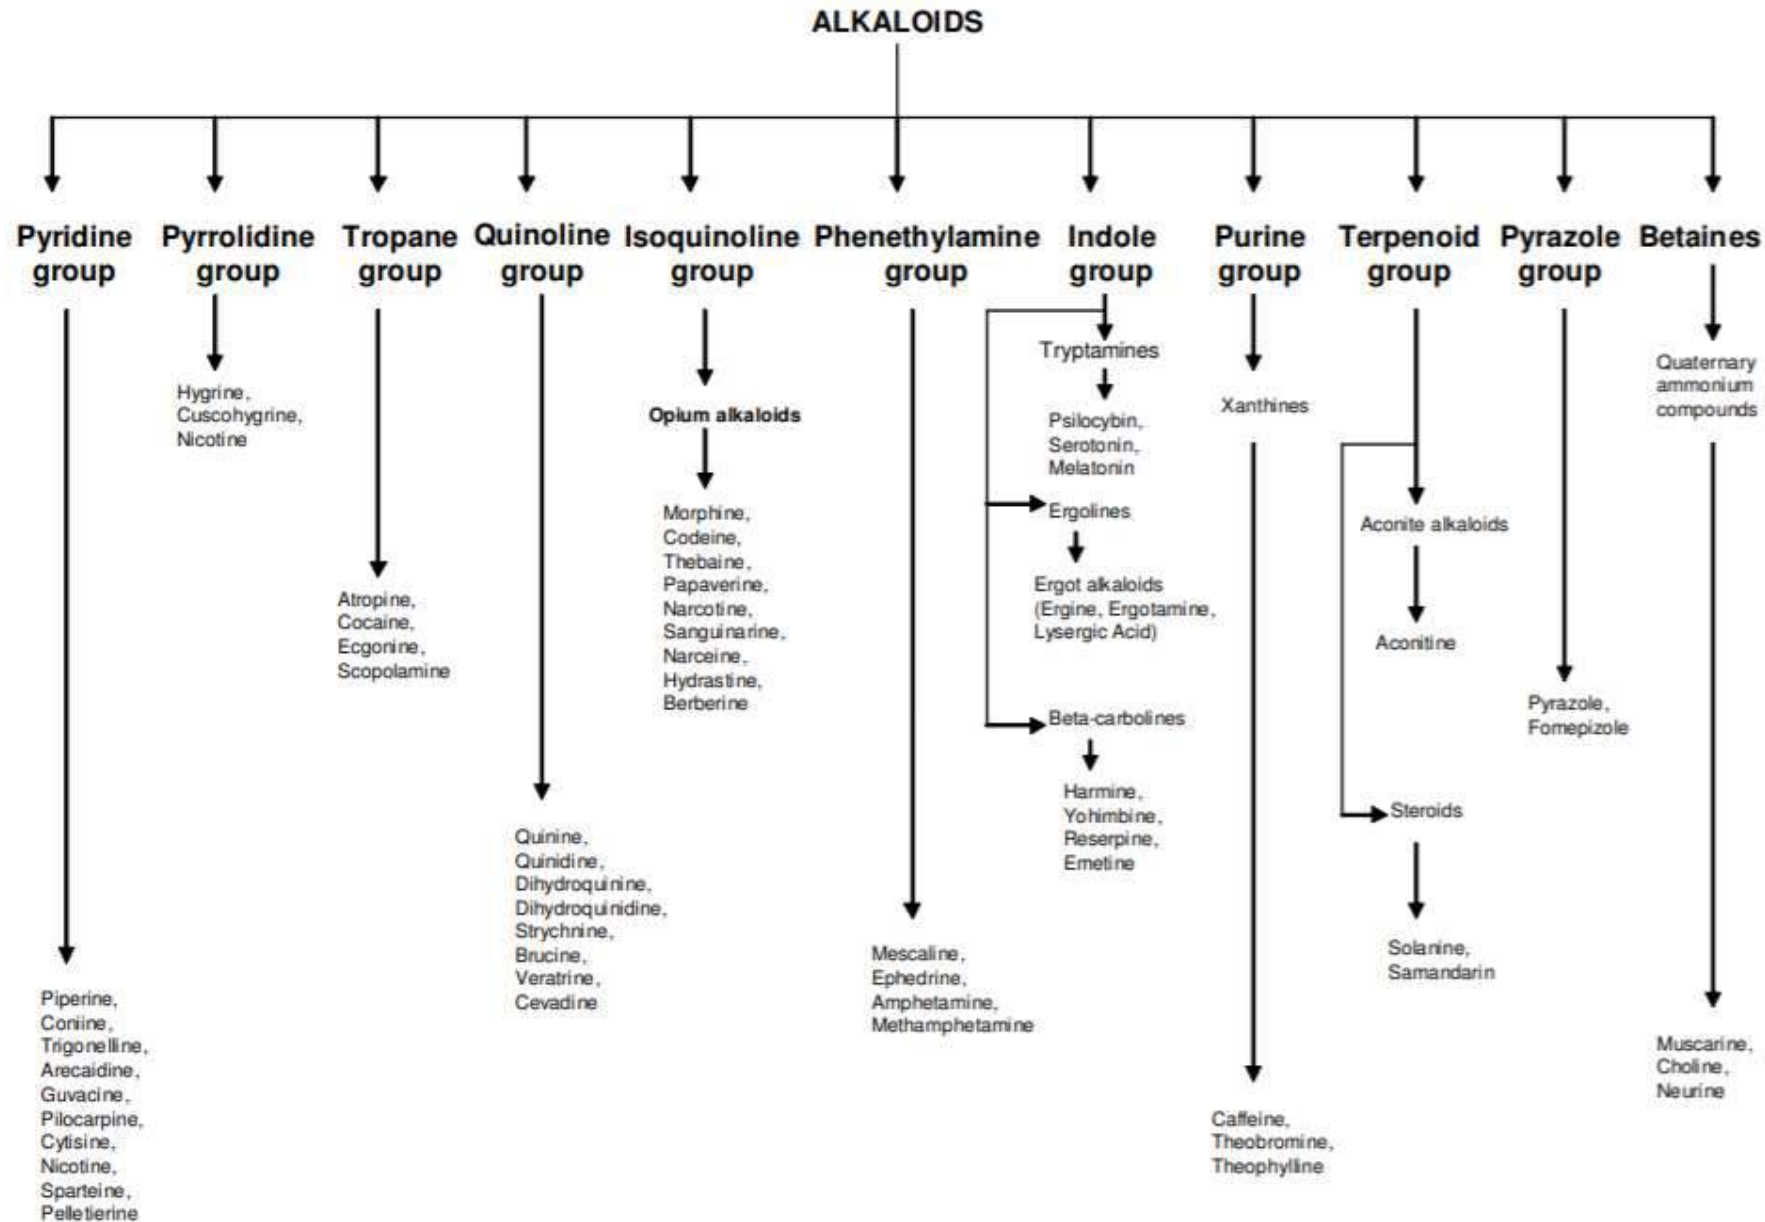 ALKALOIDS
Pyridine
group
Pyrrolidine
group
Tropane
group
Quinoline
group
Isoquinoline
group
Phenethylamine
group
Indole
group
Purine
group
Terpenoid
group
Pyrazole
group
Betaines
Piperine,
Coniine,
Trigonelline,
Arecaidine,
Guvacine,
Pilocarpine,
Cytisine,
Nicotine,
Sparteine,
Pelletierine
Hygrine,
Cuscohygrine,
Nicotine
Atropine,
Cocaine,
Ecgonine,
Scopolamine
Quinine,
Quinidine,
Dihydroquinine,
Dihydroquinidine,
Strychnine,
Brucine,
Veratrine,
Cevadine
Opium alkaloids
Morphine,
Codeine,
Thebaine,
Papaverine,
Narcotine,
Sanguinarine,
Narceine,
Hydrastine,
Berberine
Mescaline,
Ephedrine,
Amphetamine,
Methamphetamine
Tryptamines
Psilocybin,
Serotonin,
Melatonin
Ergolines
Ergot alkaloids
(Ergine, Ergotamine,
Lysergic Acid)
Beta-carbolines
Harmine,
Yohimbine,
Reserpine,
Emetine
Xanthines
Caffeine,
Theobromine,
Theophylline
Aconite alkaloids
Aconitine
Steroids
Solanine,
Samandarin
Pyrazole,
Fomepizole
Quaternary
ammonium
compounds
Muscarine,
Choline,
Neurine